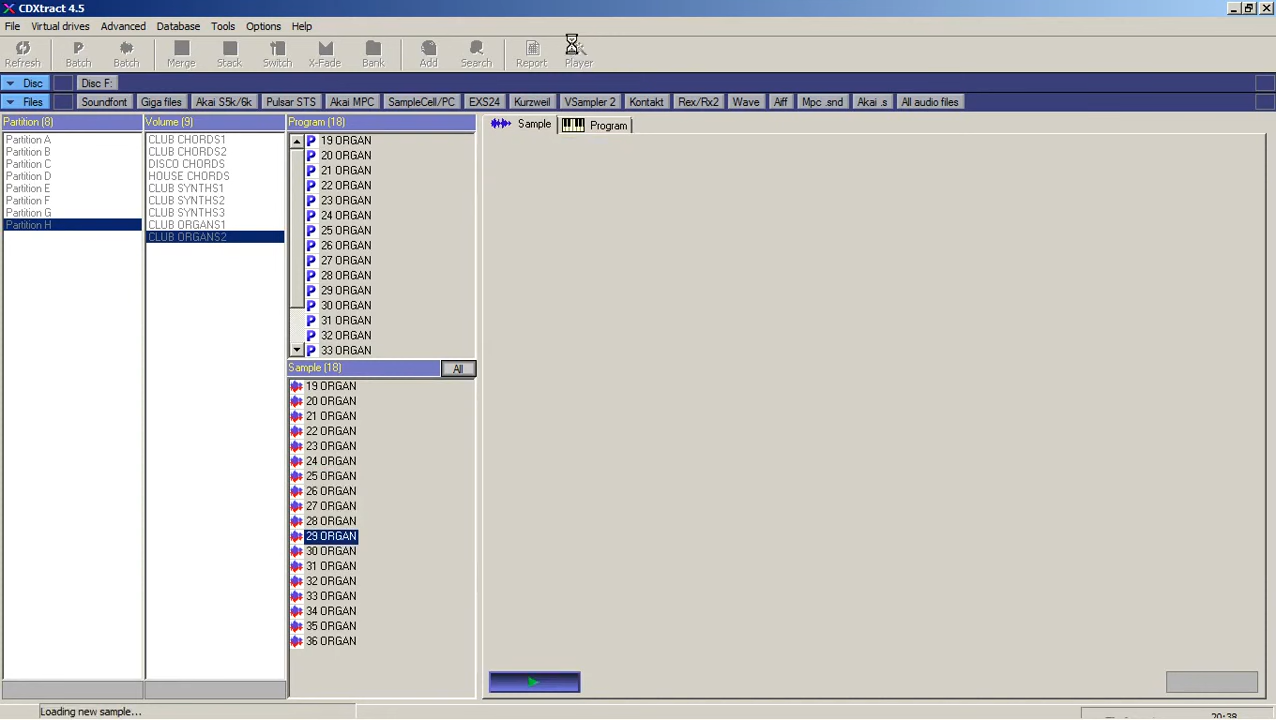 CDXtract 4.5
File Virtual drives Advanced Database Tools Options Help
Refresh Batch Batch Merge Stack Switch X-Fade Bank Add Search Report Player
Disc Disc F:
Files Soundfont Giga files Akai S5k/6k Pulsar STS Akai MPC SampleCell/PC EXS24 Kurzweil VSampler 2 Kontakt Rex/Rx2 Wave Aiff Mpc .snd Akai .s All audio files
Partition (8)
Partition A
Partition B
Partition C
Partition D
Partition E
Partition F
Partition G
Partition H
Volume (9)
CLUB CHORDS1
CLUB CHORDS2
DISCO CHORDS
HOUSE CHORDS
CLUB SYNTHS1
CLUB SYNTHS2
CLUB SYNTHS3
CLUB ORGANS1
CLUB ORGANS2
Program (18)
P 19 ORGAN
P 20 ORGAN
P 21 ORGAN
P 22 ORGAN
P 23 ORGAN
P 24 ORGAN
P 25 ORGAN
P 26 ORGAN
P 27 ORGAN
P 28 ORGAN
P 29 ORGAN
P 30 ORGAN
P 31 ORGAN
P 32 ORGAN
P 33 ORGAN
Sample (18) All
19 ORGAN
20 ORGAN
21 ORGAN
22 ORGAN
23 ORGAN
24 ORGAN
25 ORGAN
26 ORGAN
27 ORGAN
28 ORGAN
29 ORGAN
30 ORGAN
31 ORGAN
32 ORGAN
33 ORGAN
34 ORGAN
35 ORGAN
36 ORGAN
Sample Program
Loading new sample...
20:38